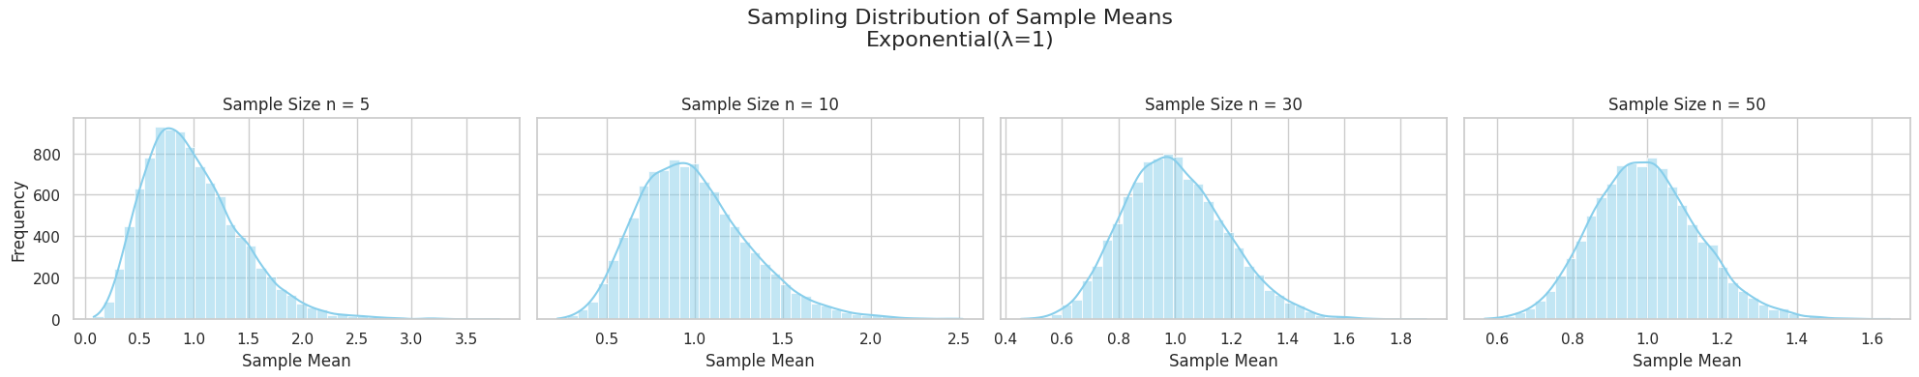 Sampling Distribution of Sample Means
Exponential(λ=1)
Sample Size n = 5
Sample Size n = 10
Sample Size n = 30
Sample Size n = 50
Frequency
800
600
400
200
0
0.0 0.5 1.0 1.5 2.0 2.5 3.0 3.5
0.5 1.0 1.5 2.0 2.5
0.4 0.6 0.8 1.0 1.2 1.4 1.6 1.8
0.6 0.8 1.0 1.2 1.4 1.6
Sample Mean
Sample Mean
Sample Mean
Sample Mean